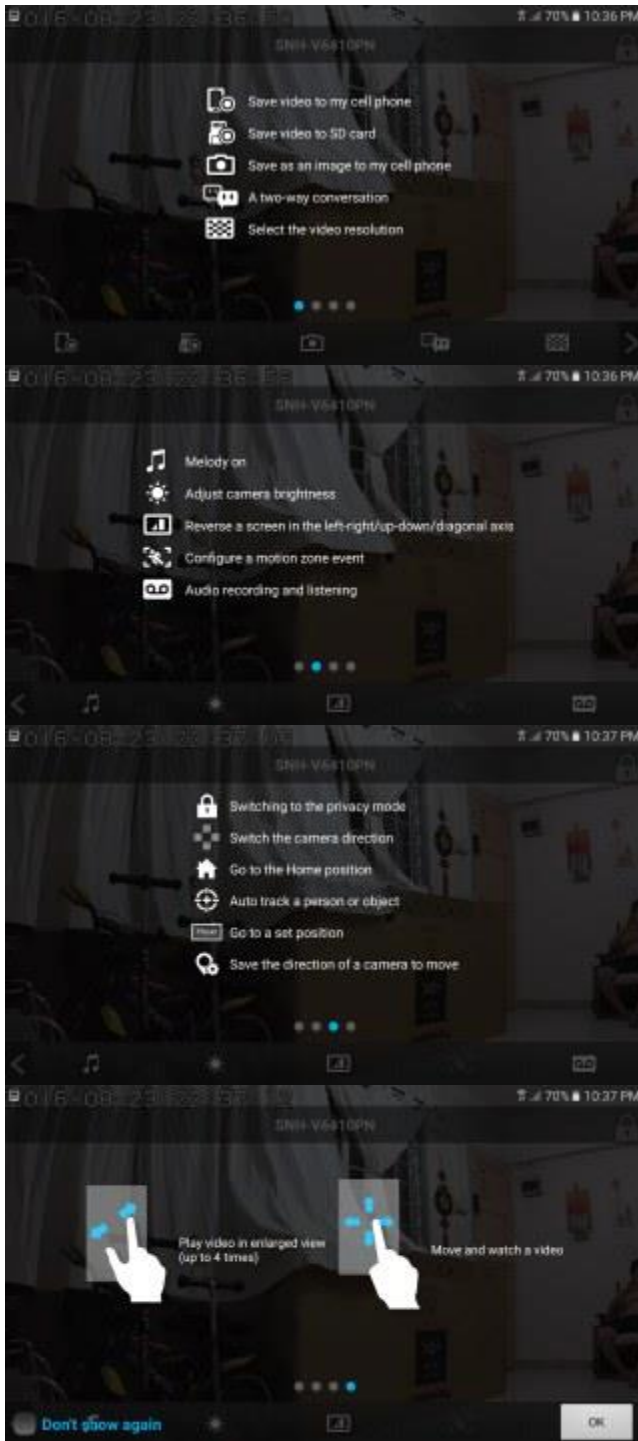 70% 10:36 PM
SNH-V6410PN
Save video to my cell phone
Save video to SD card
Save as an image to my cell phone
A two-way conversation
Select the video resolution
70% 10:36 PM
SNH-V6410PN
Melody on
Adjust camera brightness
Reverse a screen in the left-right/up-down/diagonal axis
Configure a motion zone event
Audio recording and listening
70% 10:37 PM
SNH-V6410PN
Switching to the privacy mode
Switch the camera direction
Go to the Home position
Auto track a person or object
Go to a set position
Save the direction of a camera to move
70% 10:37 PM
SNH-V6410PN
Play video in enlarged view
(up to 4 times)
Move and watch a video
Don't show again
OK